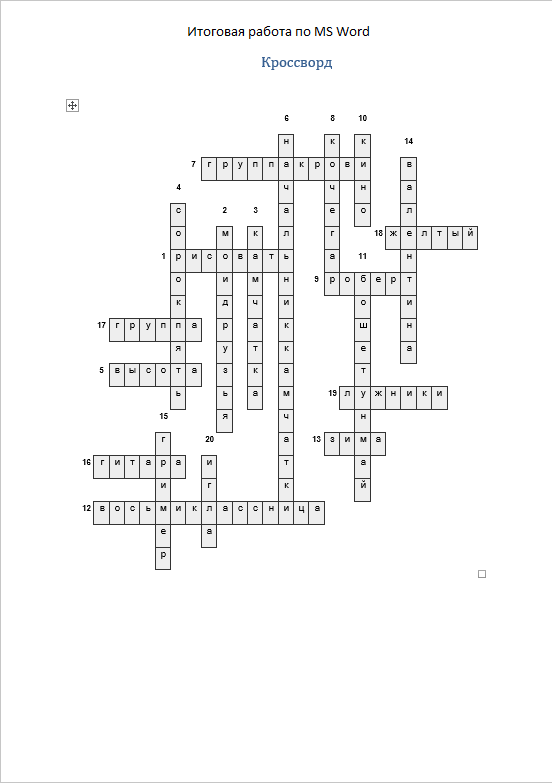 Итоговая работа по MS Word
Кроссворд
6 8 10
н к к 14
7 г р у п п а к р о в и в
4 ч ч н а
с 2 3 а е о л
о м к л г 18 ж е л т ы й
1 р и с о в а т ь а 11 н
о и м н 9 р о б е р т
к д ч и о и
17 г р у п п а р а к ш н
я у т к е а
5 в ы с о т а з к а т
ь ь а м 19 л у ж н и к и
15 я ч н
г 20 а 13 з и м а
16 г и т а р а и т а
и г к й
12 в о с ь м и к л а с с н и ц а
е а
р